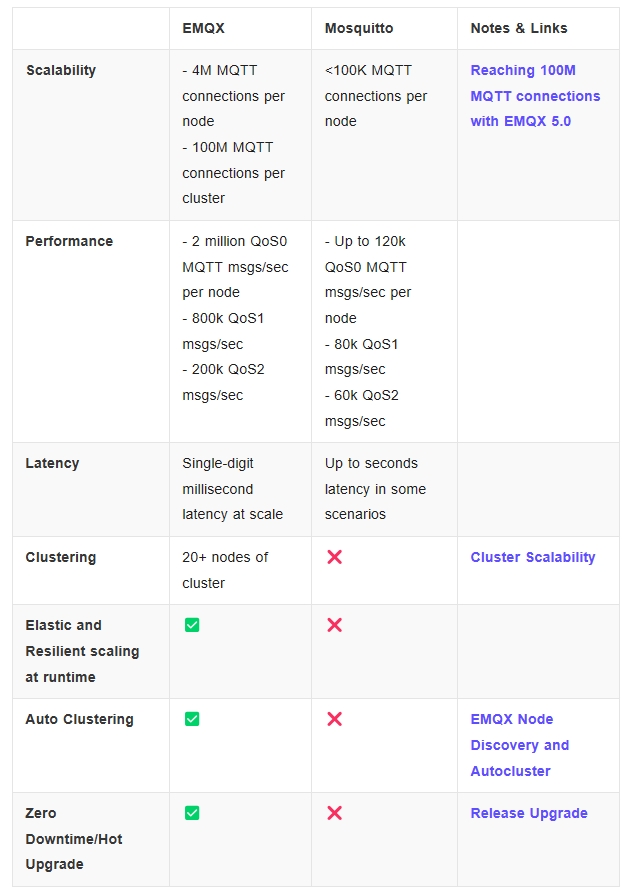 EMQX Mosquitto Notes & Links
Scalability
- 4M MQTT
connections per
node
- 100M MQTT
connections per
cluster
<100K MQTT
connections per
node
Reaching 100M
MQTT connections
with EMQX 5.0
Performance
- 2 million QoS0
MQTT msgs/sec
per node
- 800k QoS1
msgs/sec
- 200k QoS2
msgs/sec
- Up to 120k
QoS0 MQTT
msgs/sec per
node
- 80k QoS1
msgs/sec
- 60k QoS2
msgs/sec
Latency
Single-digit
millisecond
latency at scale
Up to seconds
latency in some
scenarios
Clustering
20+ nodes of
cluster
❌
Cluster Scalability
Elastic and
Resilient scaling
at runtime
✅
❌
Auto Clustering
✅
❌
EMQX Node
Discovery and
Autocluster
Zero
Downtime/Hot
Upgrade
✅
❌
Release Upgrade